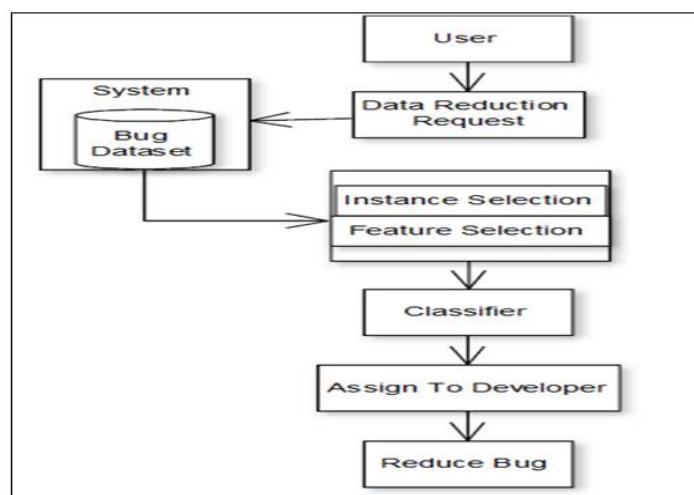 User
Data Reduction
Request
System
Bug
Dataset
Instance Selection
Feature Selection
Classifier
Assign To Developer
Reduce Bug